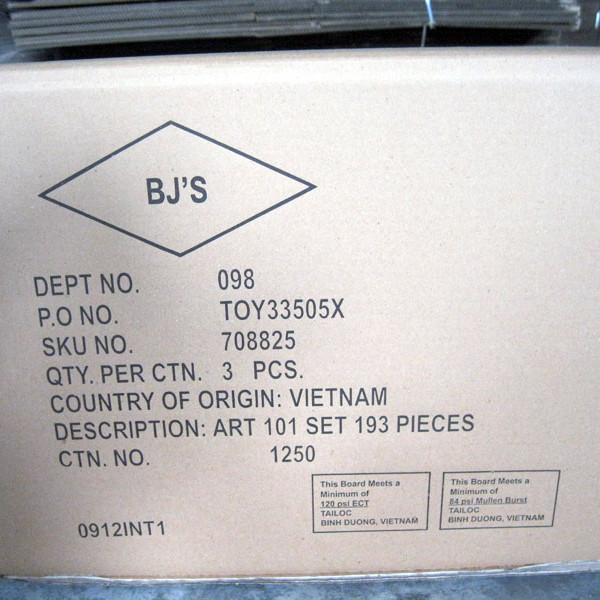 BJ'S
DEPT NO. 098
P.O NO. TOY33505X
SKU NO. 708825
QTY. PER CTN. 3 PCS.
COUNTRY OF ORIGIN: VIETNAM
DESCRIPTION: ART 101 SET 193 PIECES
CTN. NO. 1250
This Board Meets a
Minimum of
120 psi ECT
TAILOC
BINH DUONG, VIETNAM
This Board Meets a
Minimum of
84 psi Mullen Burst
TAILOC
BINH DUONG, VIETNAM
0912INT1